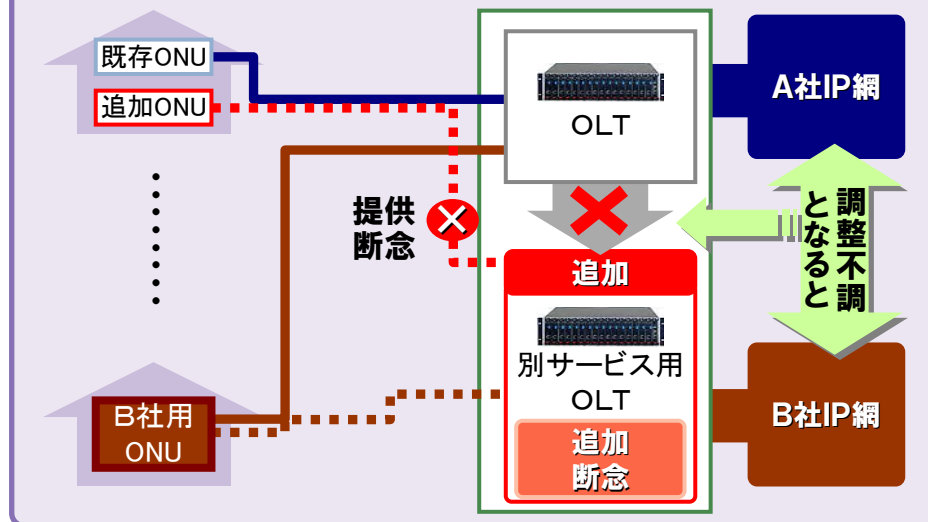 既存ONU
追加ONU
OLT
A社IP網
提供
断念
調整不調
となると
追加
別サービス用
OLT
追加
断念
B社用
ONU
B社IP網